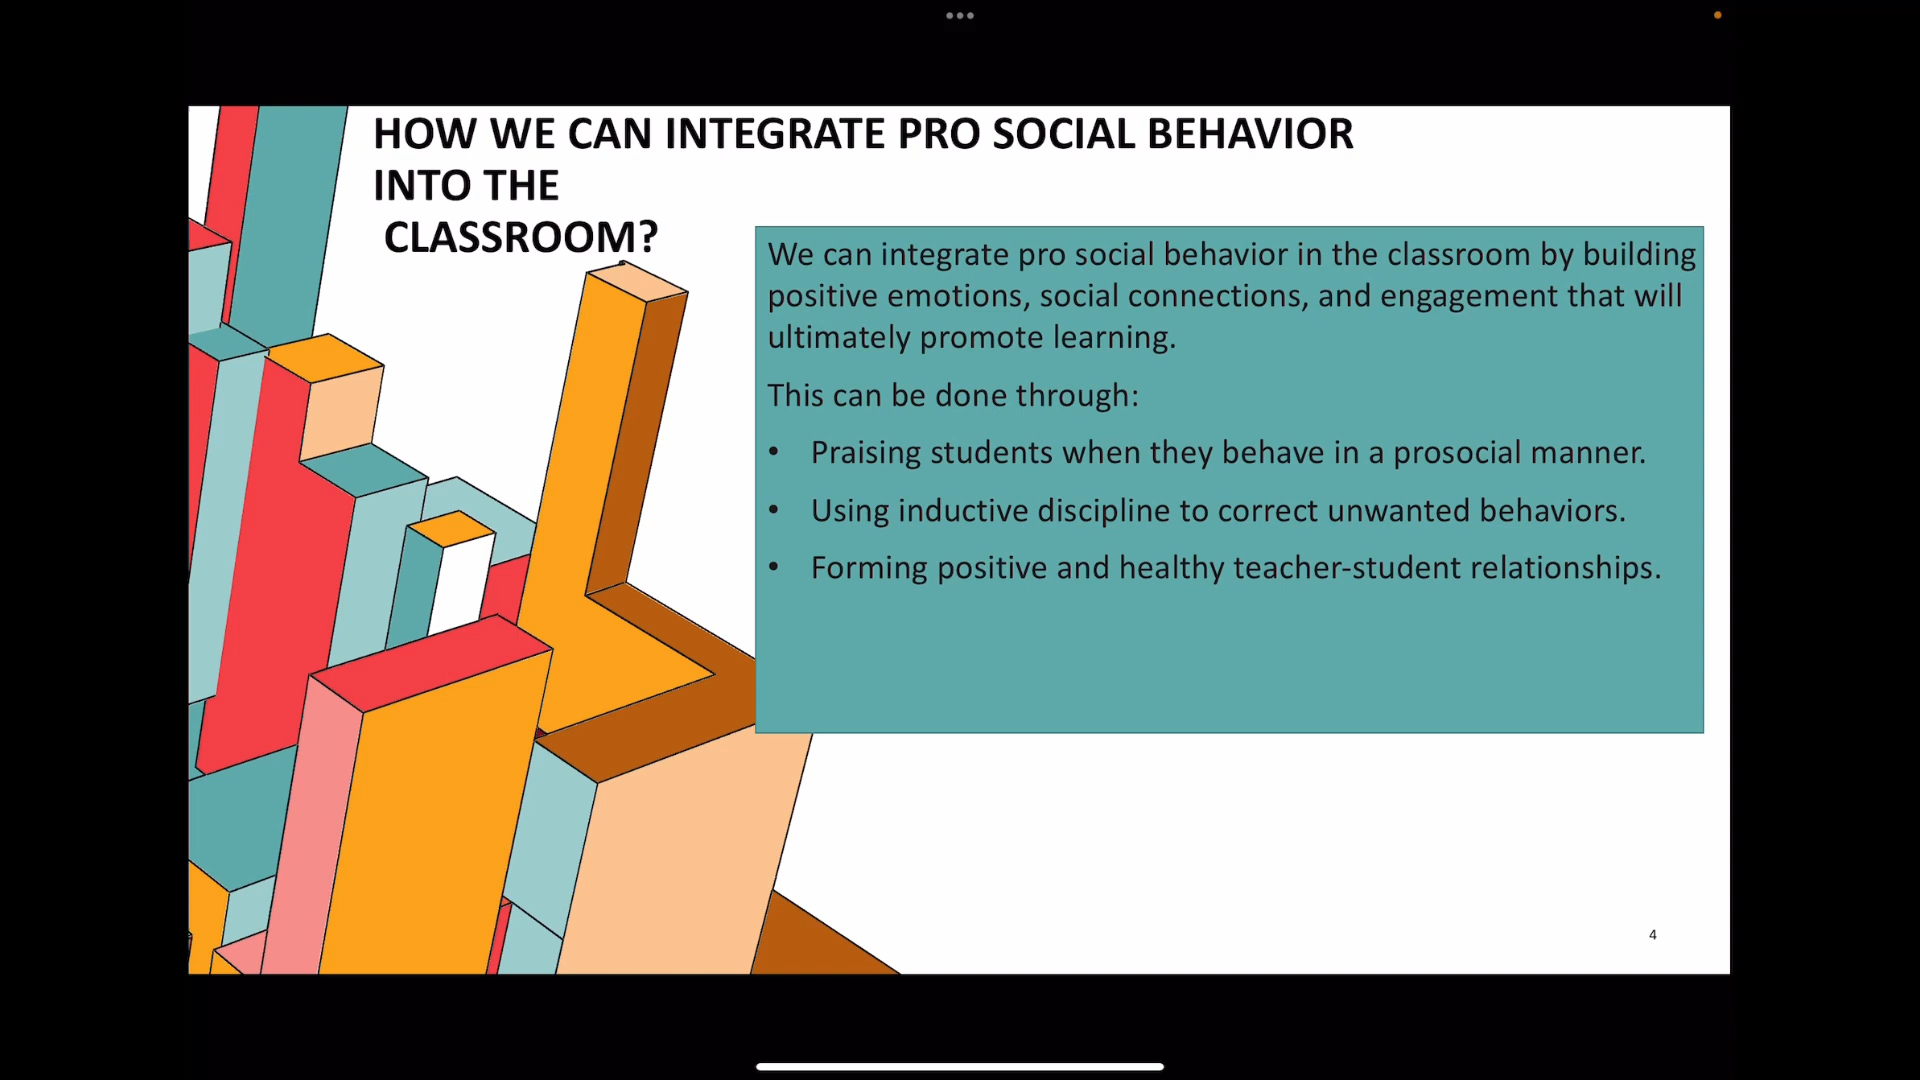 HOW WE CAN INTEGRATE PRO SOCIAL BEHAVIOR
INTO THE
CLASSROOM?
We can integrate pro social behavior in the classroom by building
positive emotions, social connections, and engagement that will
ultimately promote learning.
This can be done through:
• Praising students when they behave in a prosocial manner.
• Using inductive discipline to correct unwanted behaviors.
• Forming positive and healthy teacher-student relationships.
4